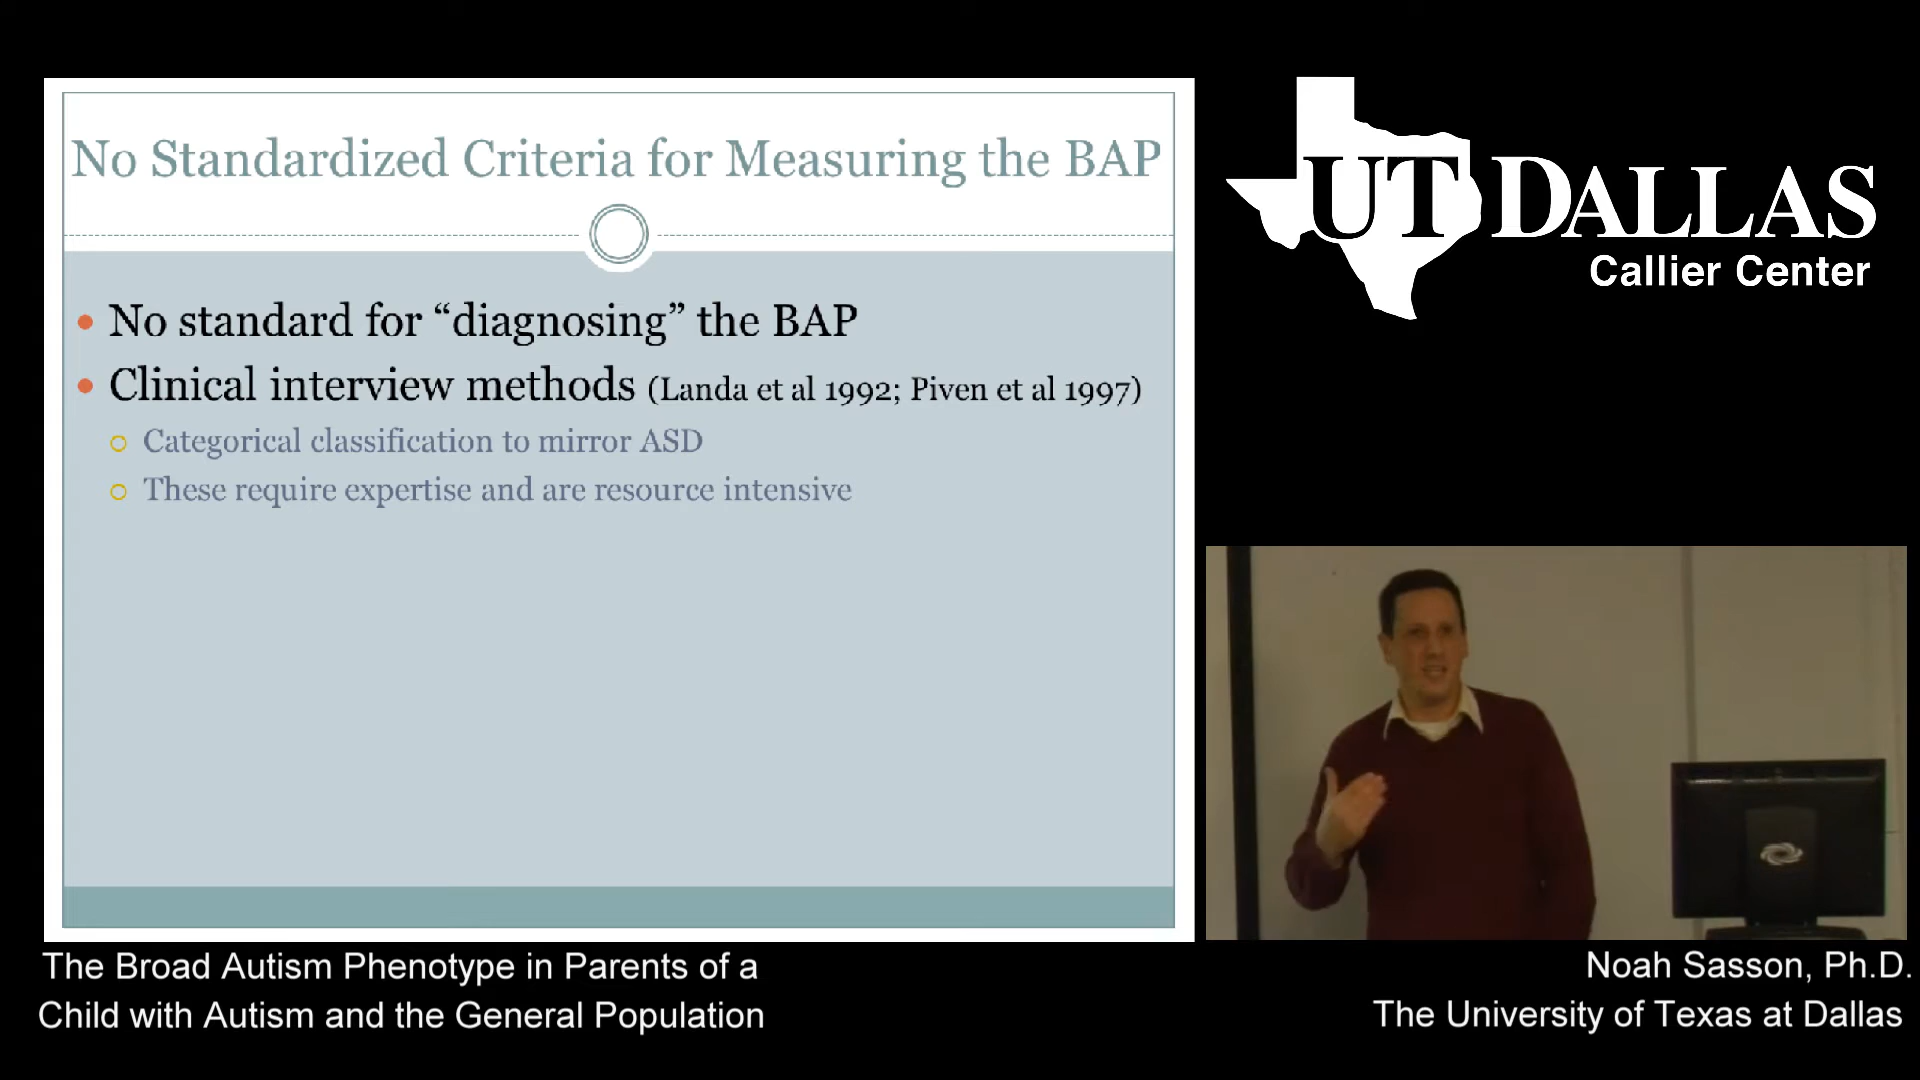 No Standardized Criteria for Measuring the BAP
No standard for “diagnosing” the BAP
Clinical interview methods (Landa et al 1992; Piven et al 1997)
Categorical classification to mirror ASD
These require expertise and are resource intensive
UT DALLAS
Callier Center
The Broad Autism Phenotype in Parents of a
Child with Autism and the General Population
Noah Sasson, Ph.D.
The University of Texas at Dallas